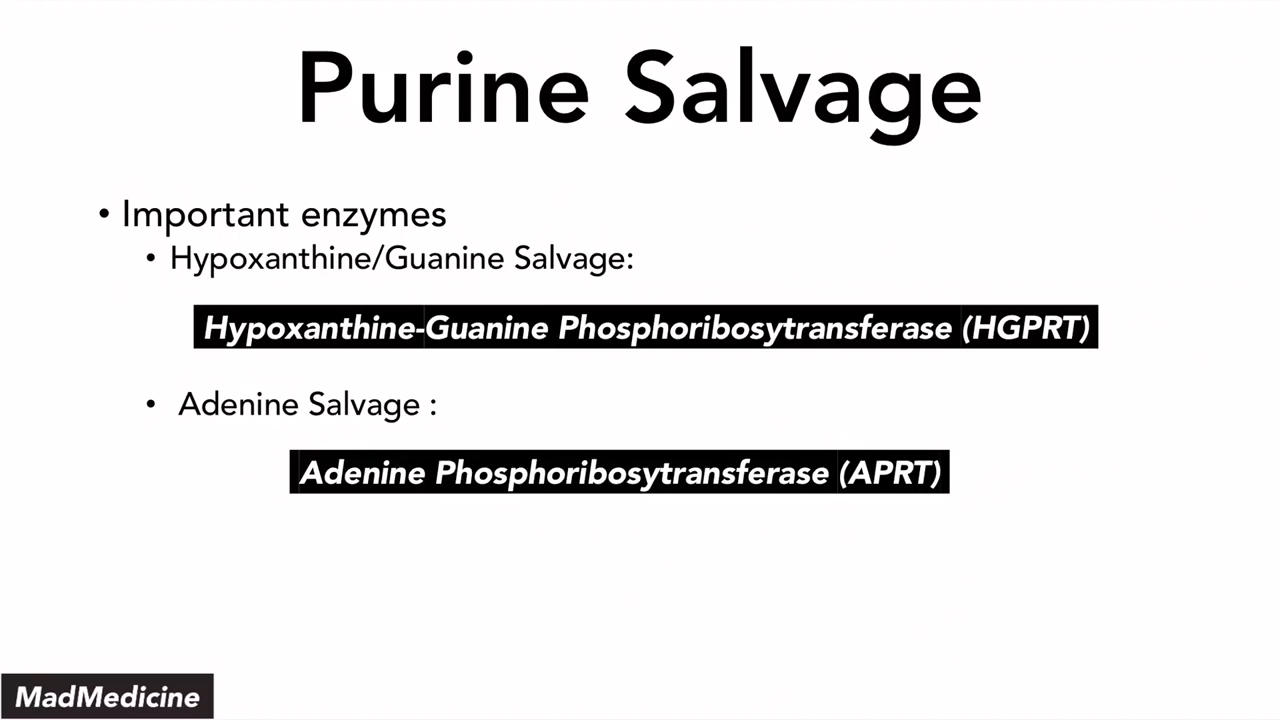 Purine Salvage
• Important enzymes
• Hypoxanthine/Guanine Salvage:
Hypoxanthine-Guanine Phosphoribosytransferase (HGPRT)
• Adenine Salvage :
Adenine Phosphoribosytransferase (APRT)
MadMedicine